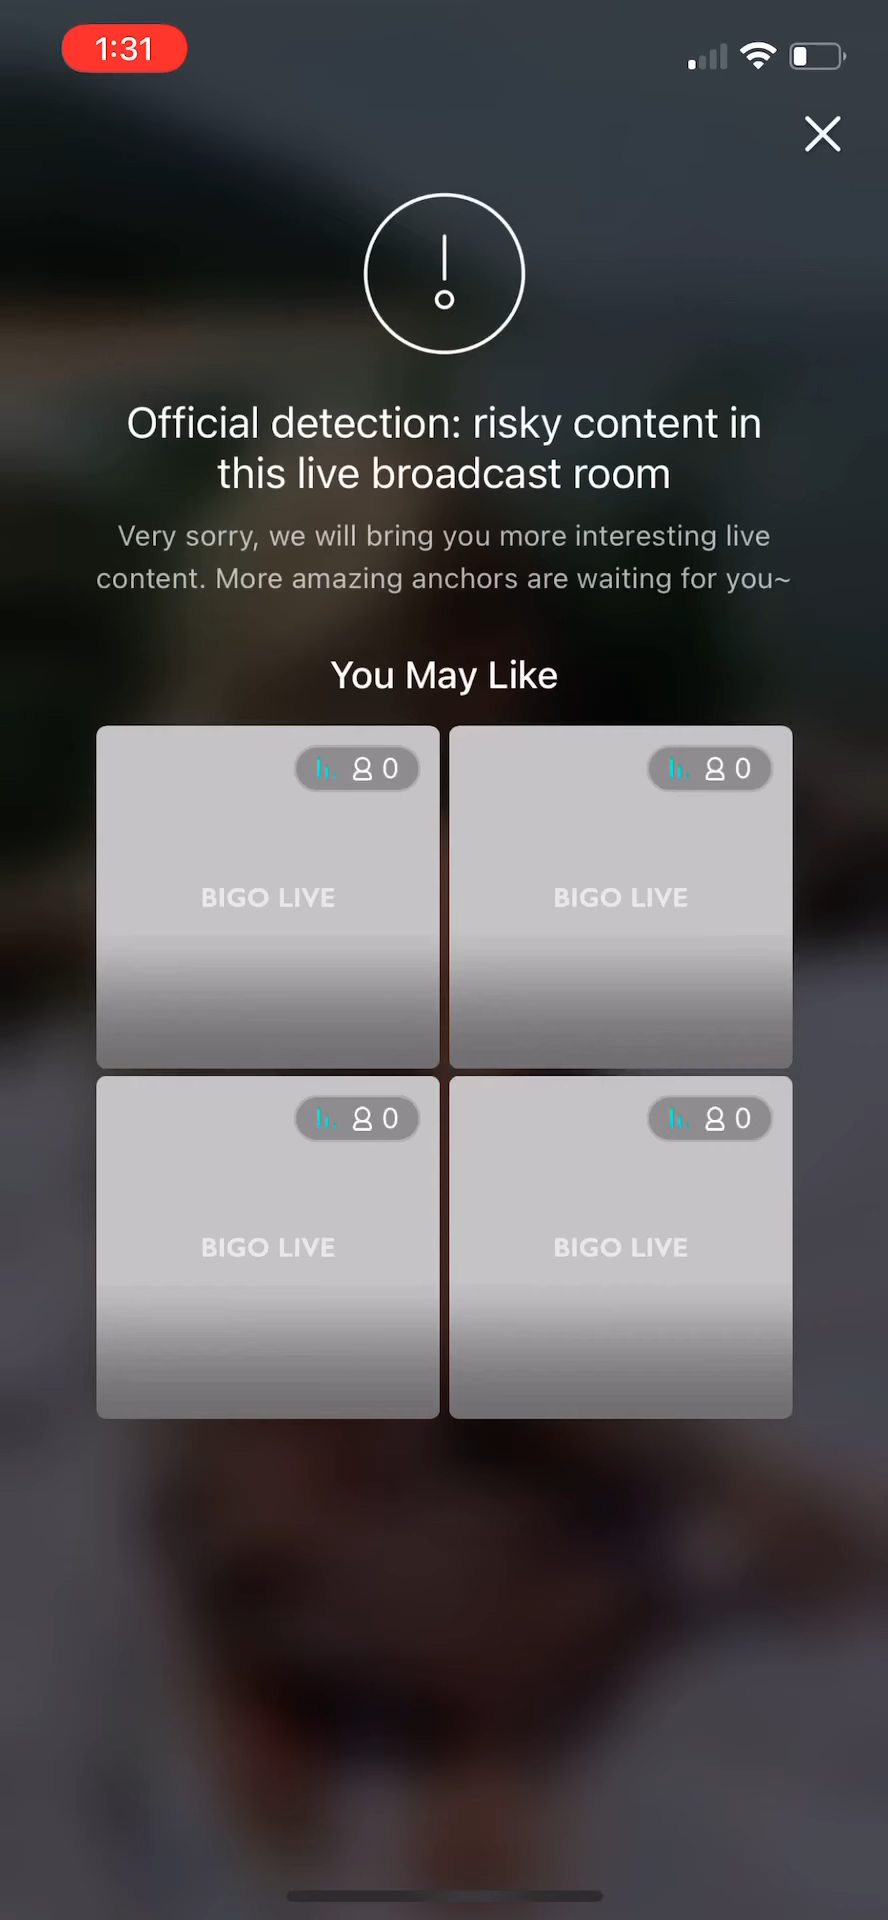 1:31
Official detection: risky content in
this live broadcast room
Very sorry, we will bring you more interesting live
content. More amazing anchors are waiting for you~
You May Like
0
0
BIGO LIVE
BIGO LIVE
0
0
BIGO LIVE
BIGO LIVE